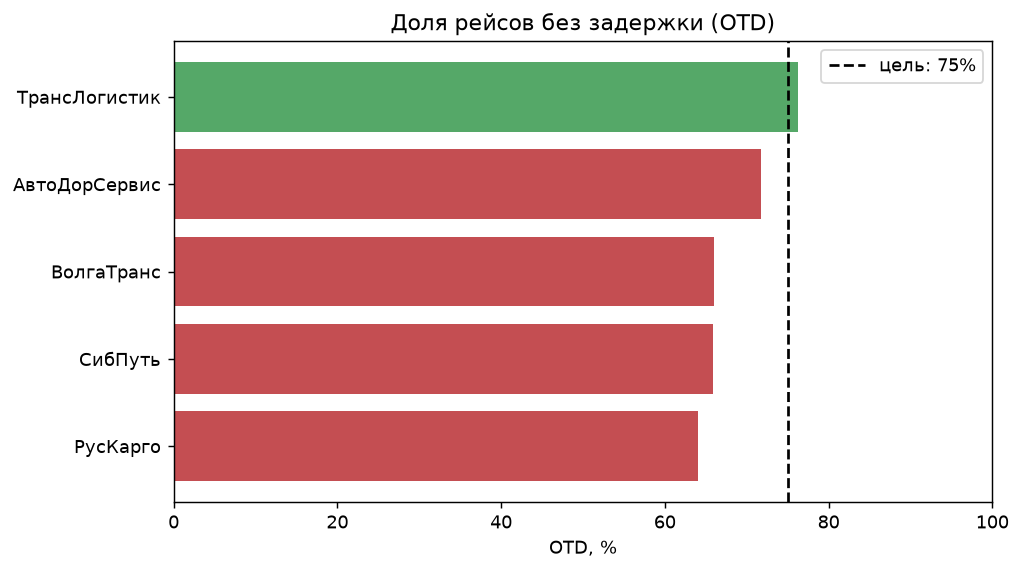 Доля рейсов без задержки (OTD)
цель: 75%
ТрансЛогистик
АвтоДорСервис
ВолгаТранс
СибПуть
РусКарго
0 20 40 60 80 100
OTD, %